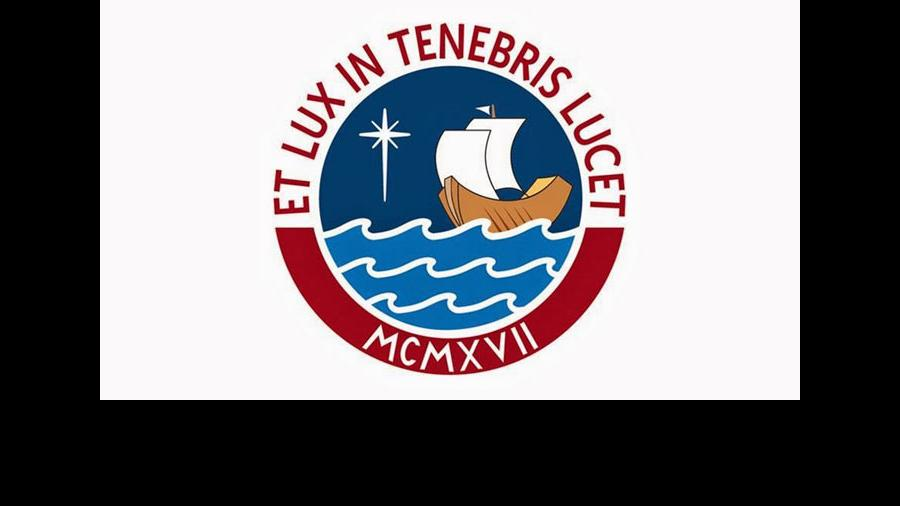 ET LUX IN TENEBRIS LUCET
MCMXVII